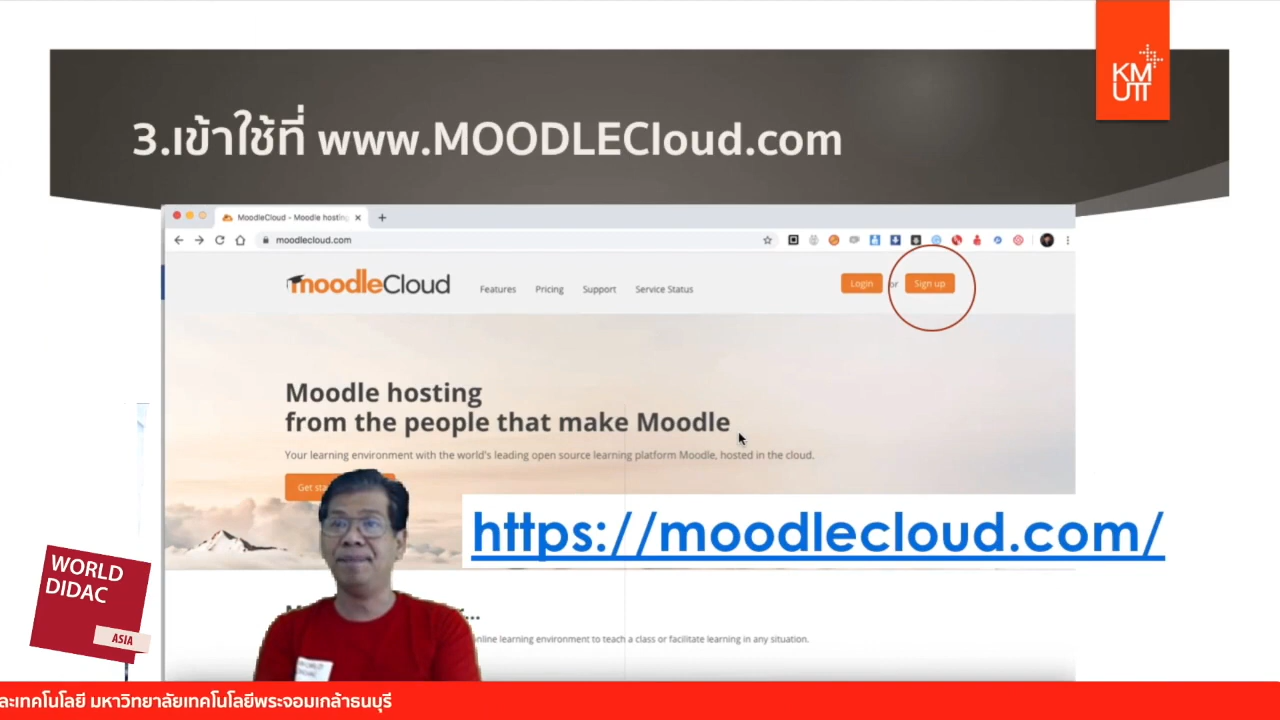 KM
UTT
3.เข้าใช้ที่ www.MOODLECloud.com
MoodleCloud - Moodle hosting
moodlecloud.com
moodleCloud
Features Pricing Support Service Status
Login or Sign up
Moodle hosting
from the people that make Moodle
Your learning environment with the world's leading open source learning platform Moodle, hosted in the cloud.
Get
https://moodlecloud.com/
WORLD
DIDAC
ASIA
online learning environment to teach a class or facilitate learning in any situation.
ละเทคโนโลยี มหาวิทยาลัยเทคโนโลยีพระจอมเกล้าธนบุรี